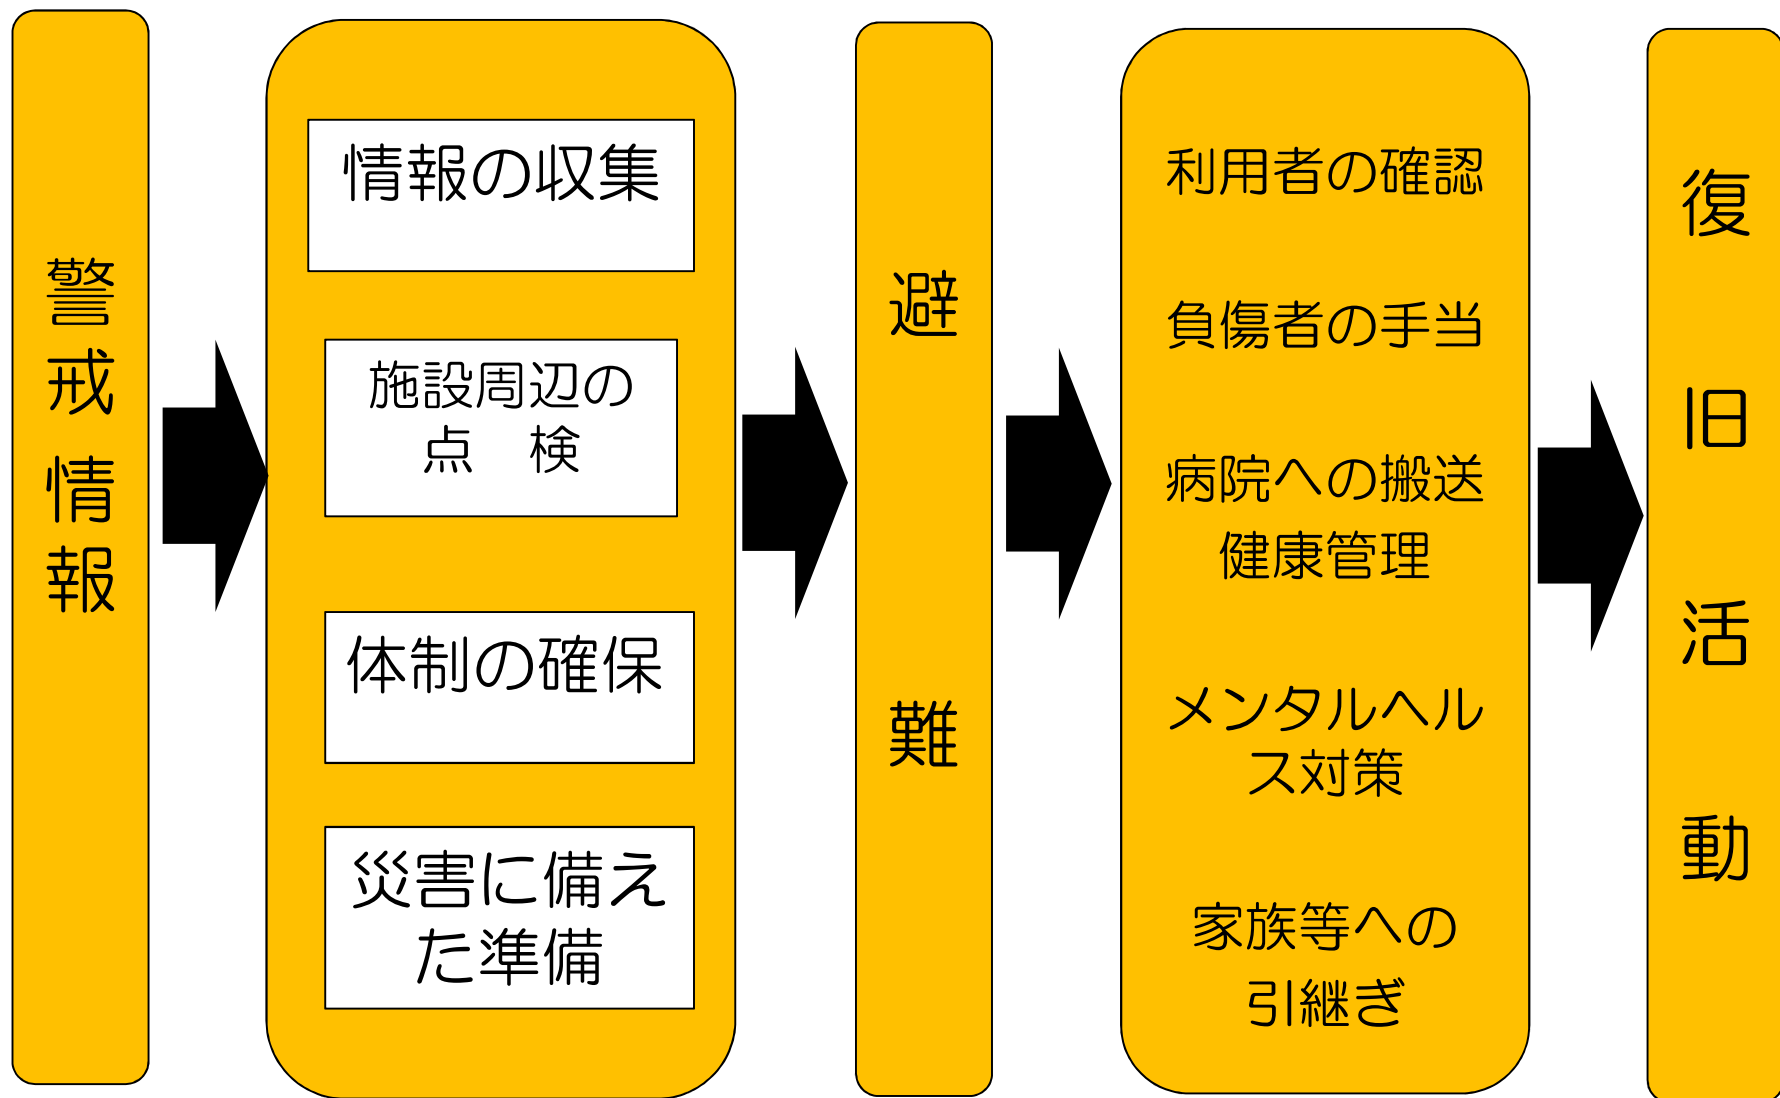 警戒情報
情報の収集
施設周辺の
点　検
体制の確保
災害に備え
た準備
避難
利用者の確認
負傷者の手当
病院への搬送
健康管理
メンタルヘル
ス対策
家族等への
引継ぎ
復旧活動